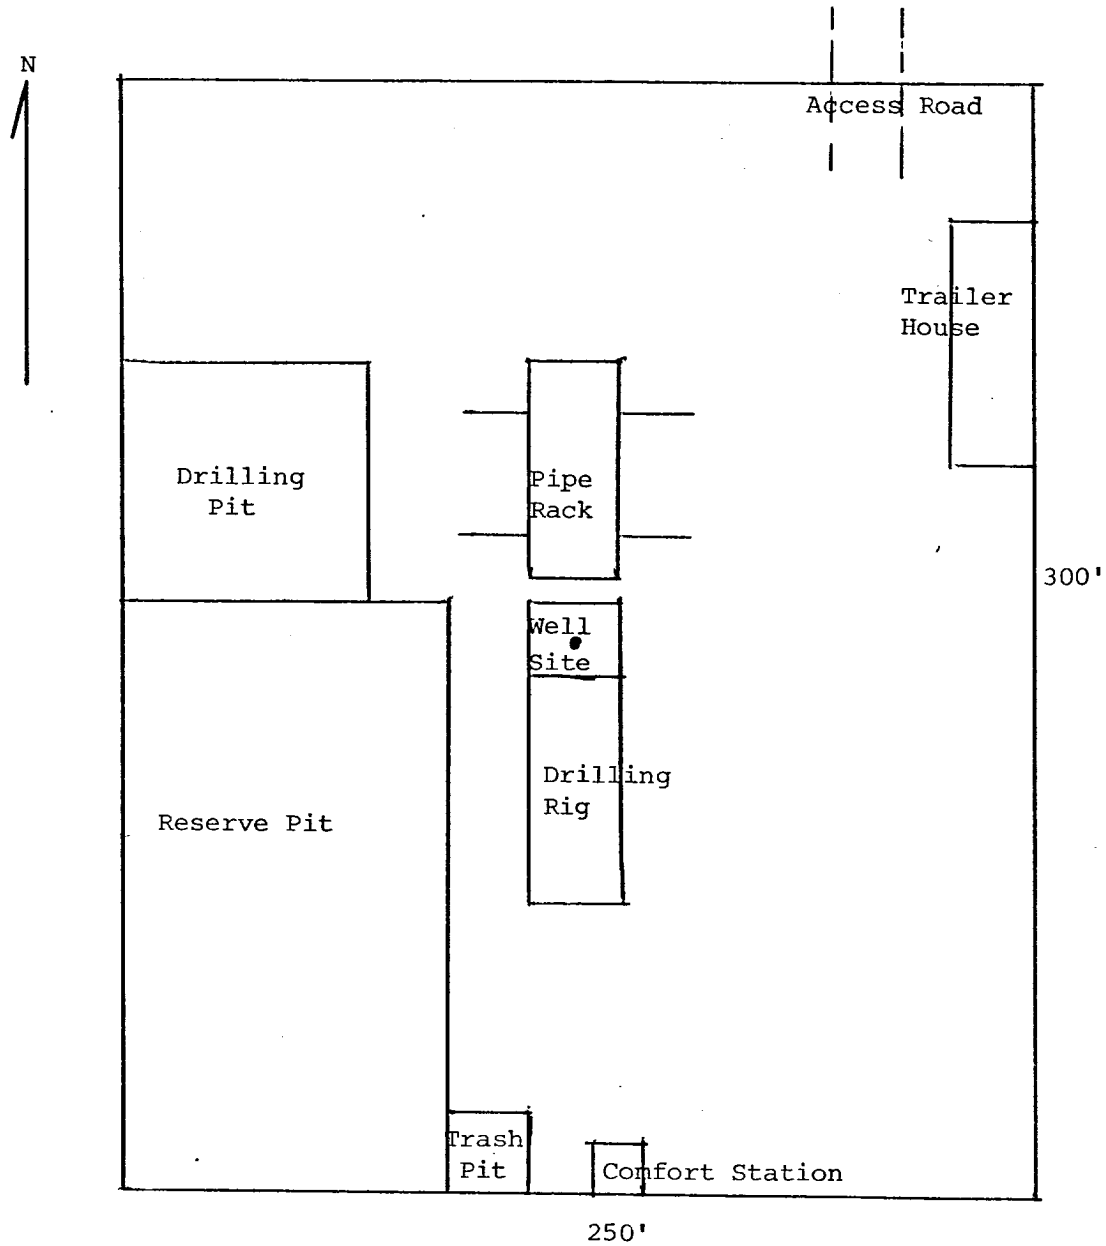 N
Access Road
Trailer
House
Drilling
Pit
Pipe
Rack
300'
Well
Site
Drilling
Rig
Reserve Pit
Trash
Pit
Confort Station
250'